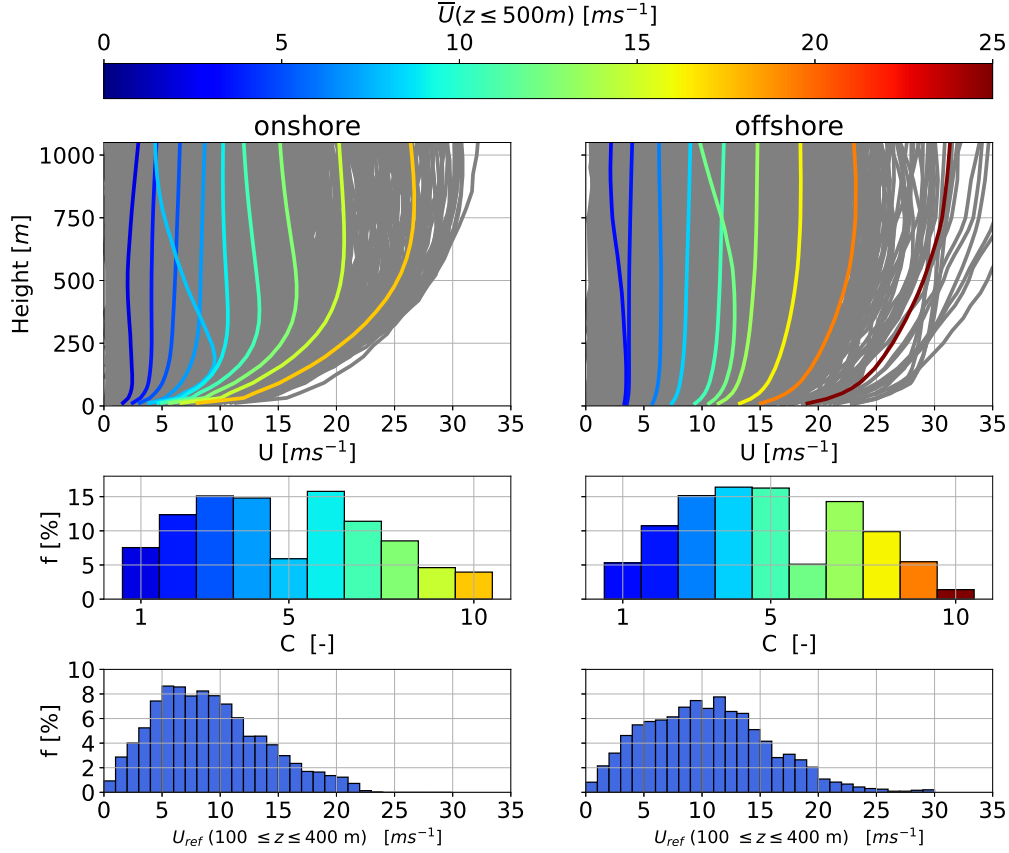 U̅(z ≤ 500m) [ms⁻¹]
0 5 10 15 20 25
onshore offshore
Height [m]
1000
750
500
250
0
0 5 10 15 20 25 30 35
U [ms⁻¹]
0 5 10 15 20 25 30 35
U [ms⁻¹]
f [%]
15
10
5
0
1 5 10
C [-]
1 5 10
C [-]
f [%]
10
8
6
4
2
0
0 5 10 15 20 25 30 35
U_ref (100 ≤ z ≤ 400 m) [ms⁻¹]
0 5 10 15 20 25 30 35
U_ref (100 ≤ z ≤ 400 m) [ms⁻¹]